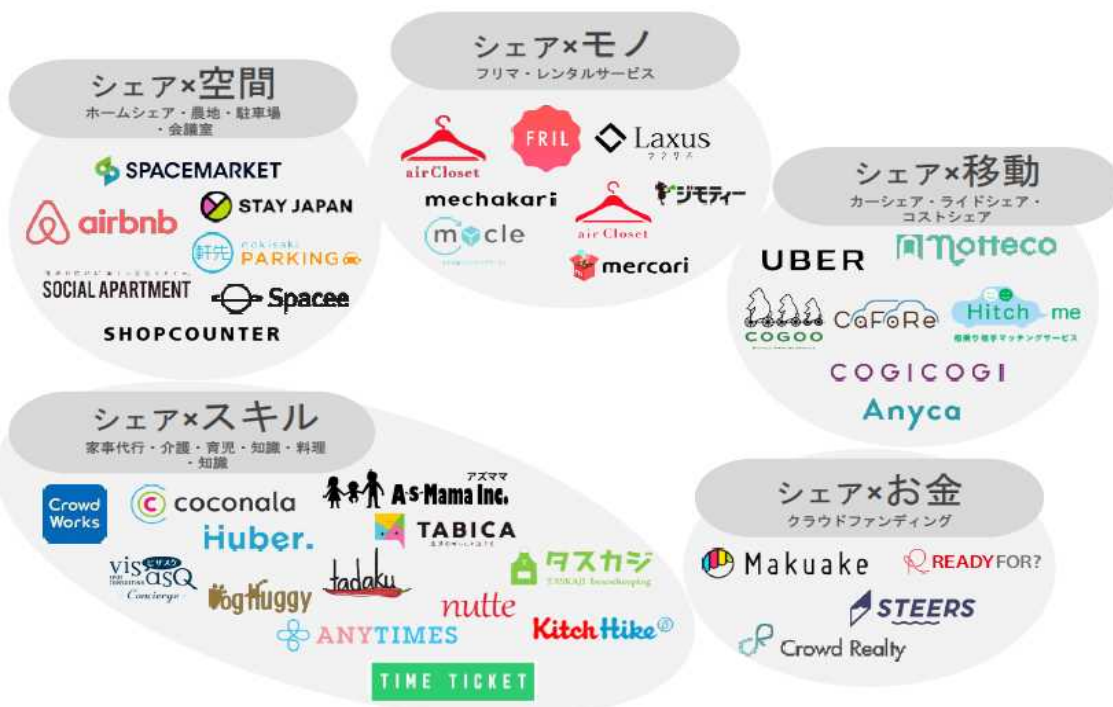 シェア×モノ
フリマ・レンタルサービス
airCloset
FRIL
Laxus
ラクサス
mechakari
air Closet
ジモティー
mycle
mercari
シェア×空間
ホームシェア・農地・駐車場
・会議室
SPACEMARKET
airbnb
STAY JAPAN
軒先
nokisaki
PARKING
SOCIAL APARTMENT
Spacee
SHOPCOUNTER
シェア×移動
カーシェア・ライドシェア・
コストシェア
UBER
notteco
COGOO
CaFoRe
Hitch me
相乗り相手マッチングサービス
COGICOGI
Anyca
シェア×スキル
家事代行・介護・育児・知識・料理
・知識
Crowd
Works
coconala
アズママ
A-s-Mama Inc.
Huber.
TABICA
ビザスク
visasQ
Concierge
DogHuggy
tadaku
タスカジ
TASKAJI housekeeping
nutte
ANYTIMES
KitchHike
TIME TICKET
シェア×お金
クラウドファンディング
Makuake
READYFOR?
STEERS
Crowd Realty